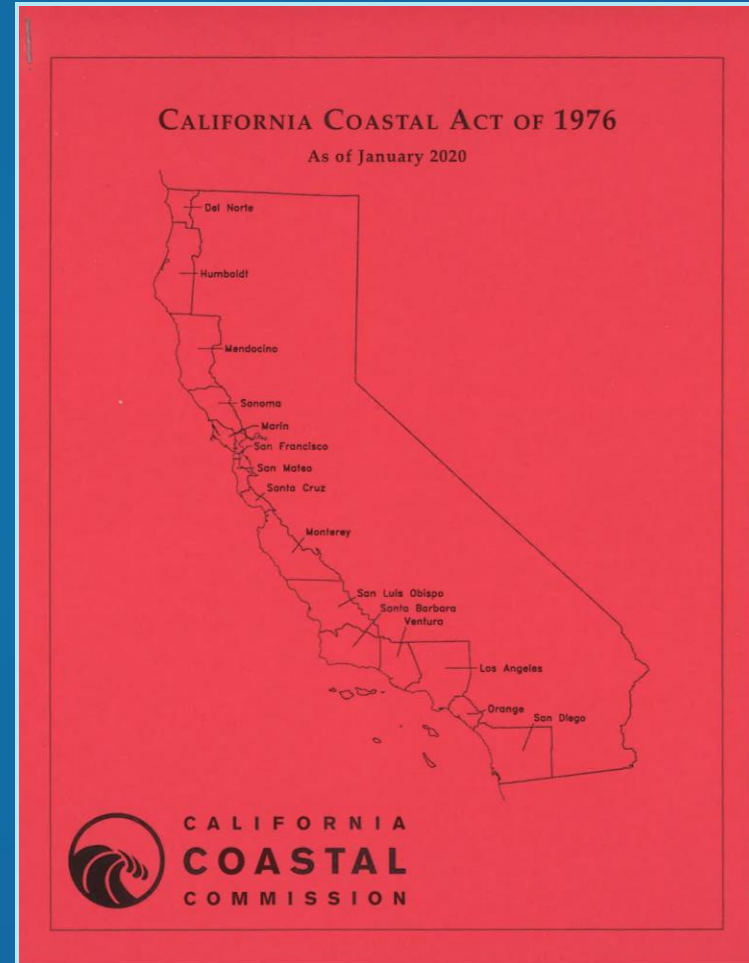 CALIFORNIA COASTAL ACT OF 1976
As of January 2020
Del Norte
Humboldt
Mendocino
Sonoma
Marin
San Francisco
San Mateo
Santa Cruz
Monterey
San Luis Obispo
Santa Barbara
Ventura
Los Angeles
Orange
San Diego
CALIFORNIA
COASTAL
COMMISSION